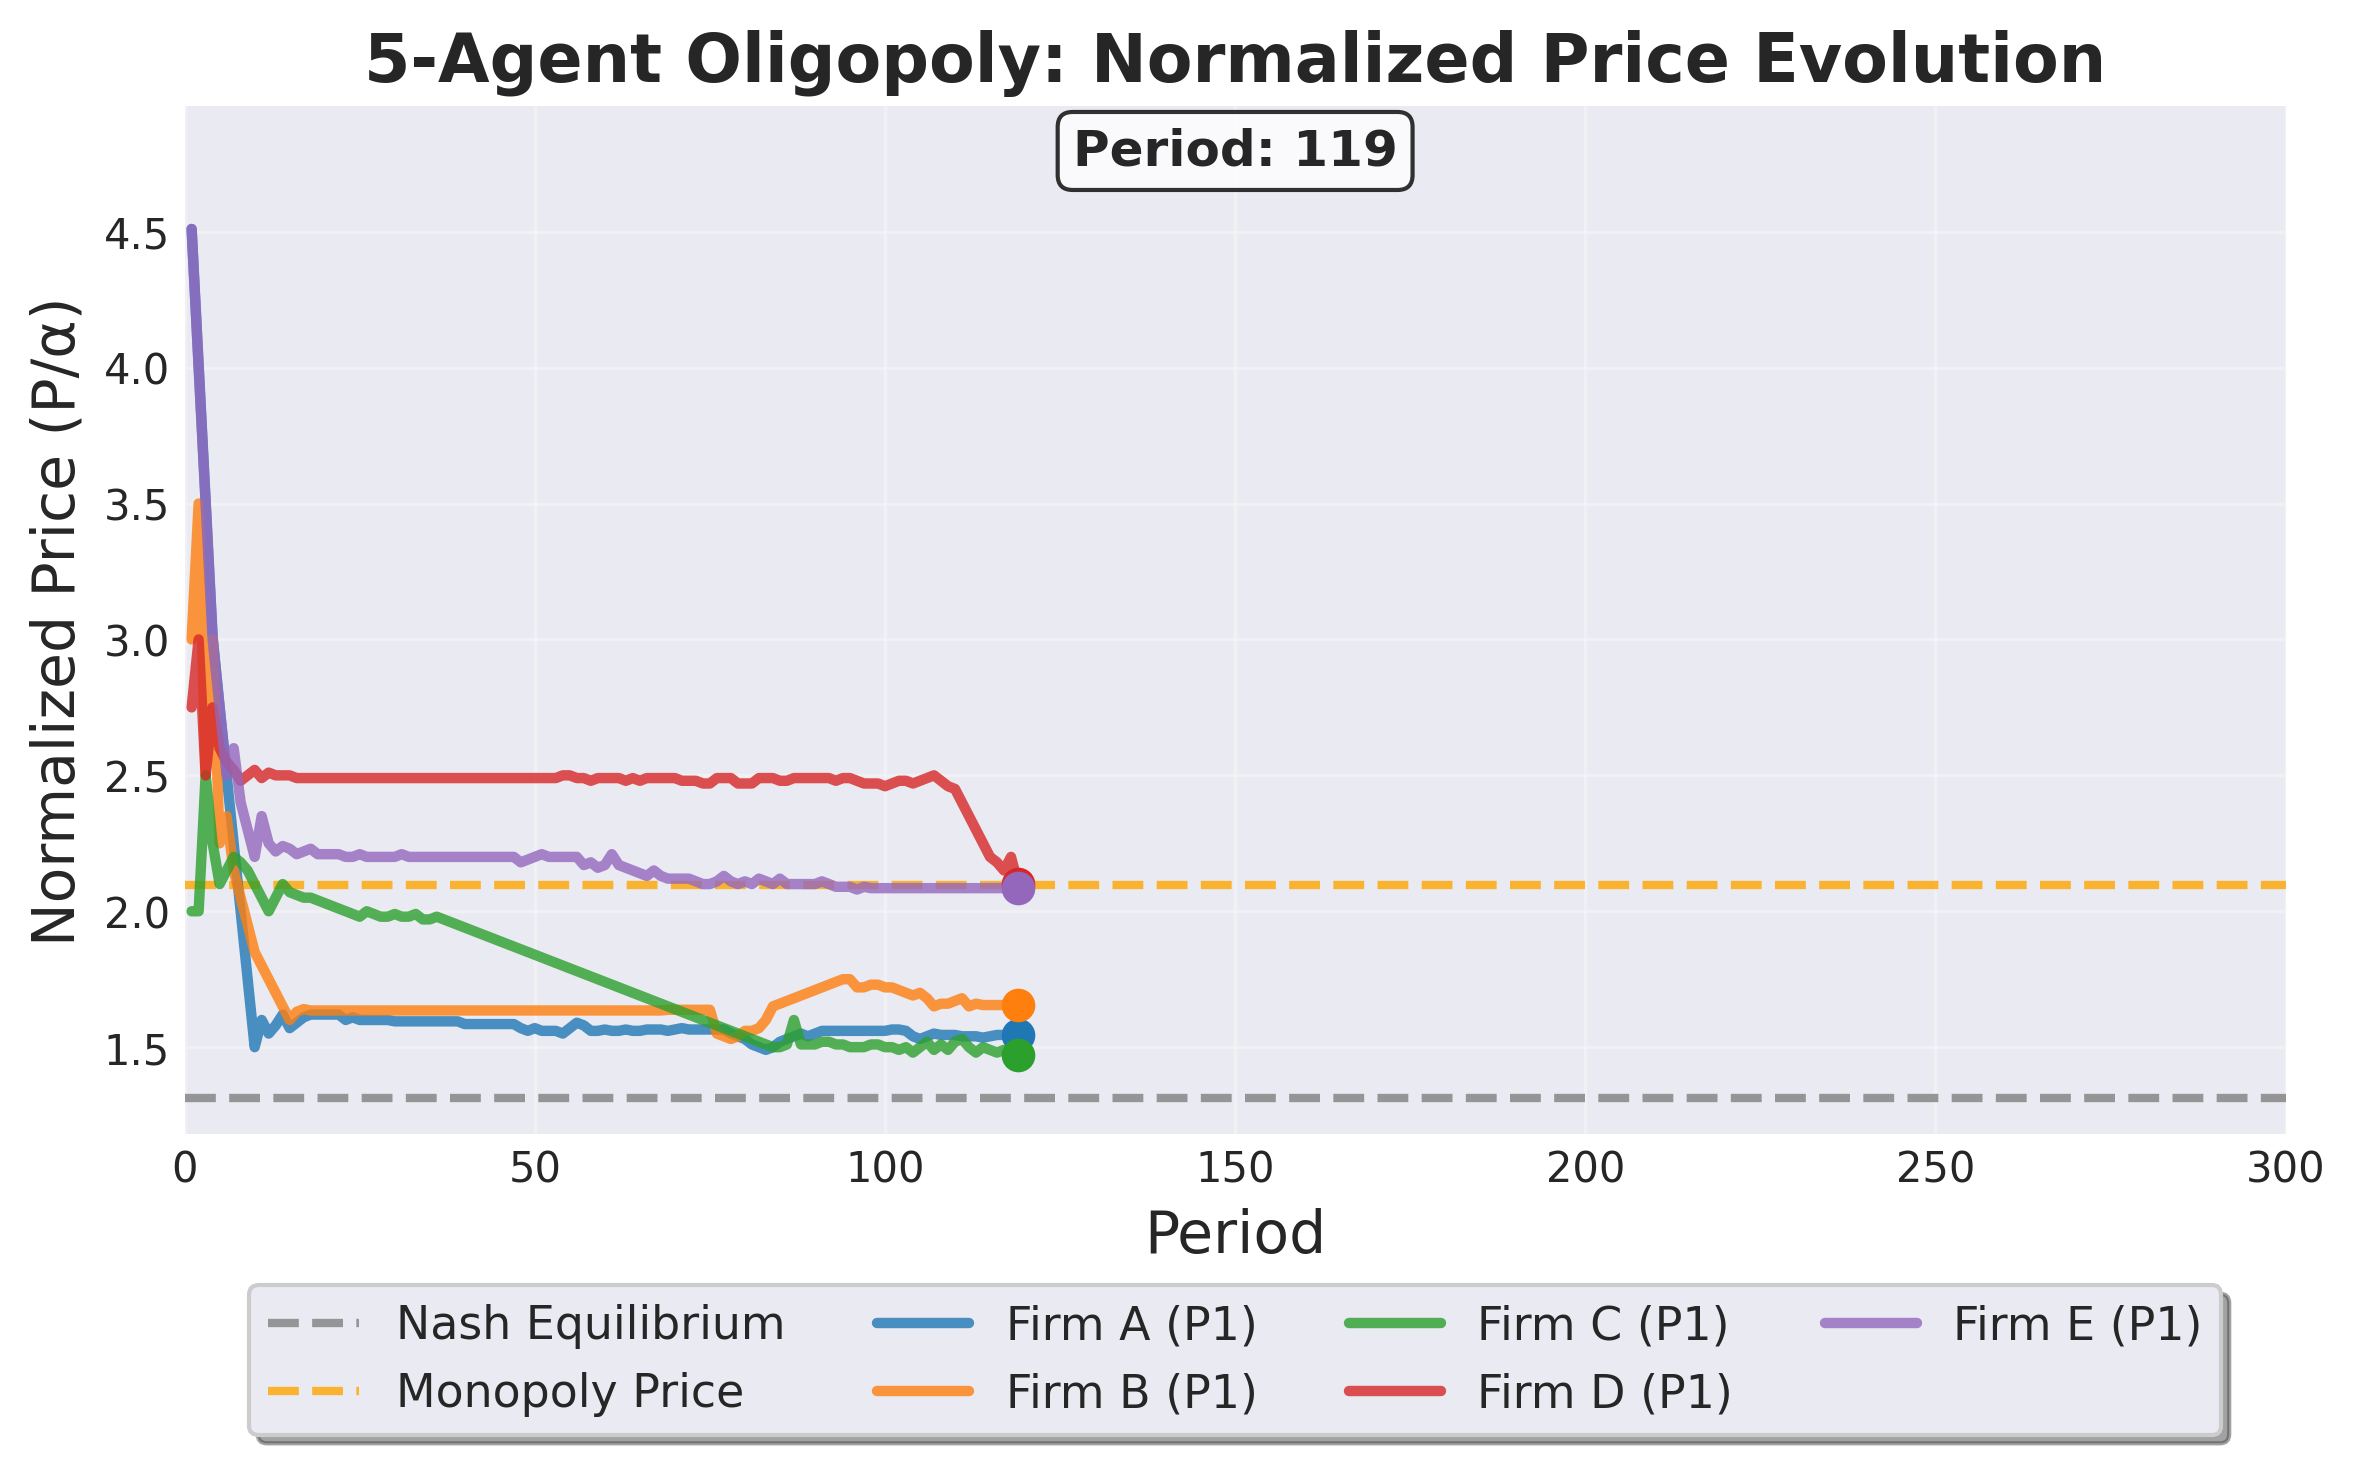 5-Agent Oligopoly: Normalized Price Evolution
Period: 119
Normalized Price (P/α)
4.5
4.0
3.5
3.0
2.5
2.0
1.5
0 50 100 150 200 250 300
Period
Nash Equilibrium Firm A (P1) Firm C (P1) Firm E (P1)
Monopoly Price Firm B (P1) Firm D (P1)